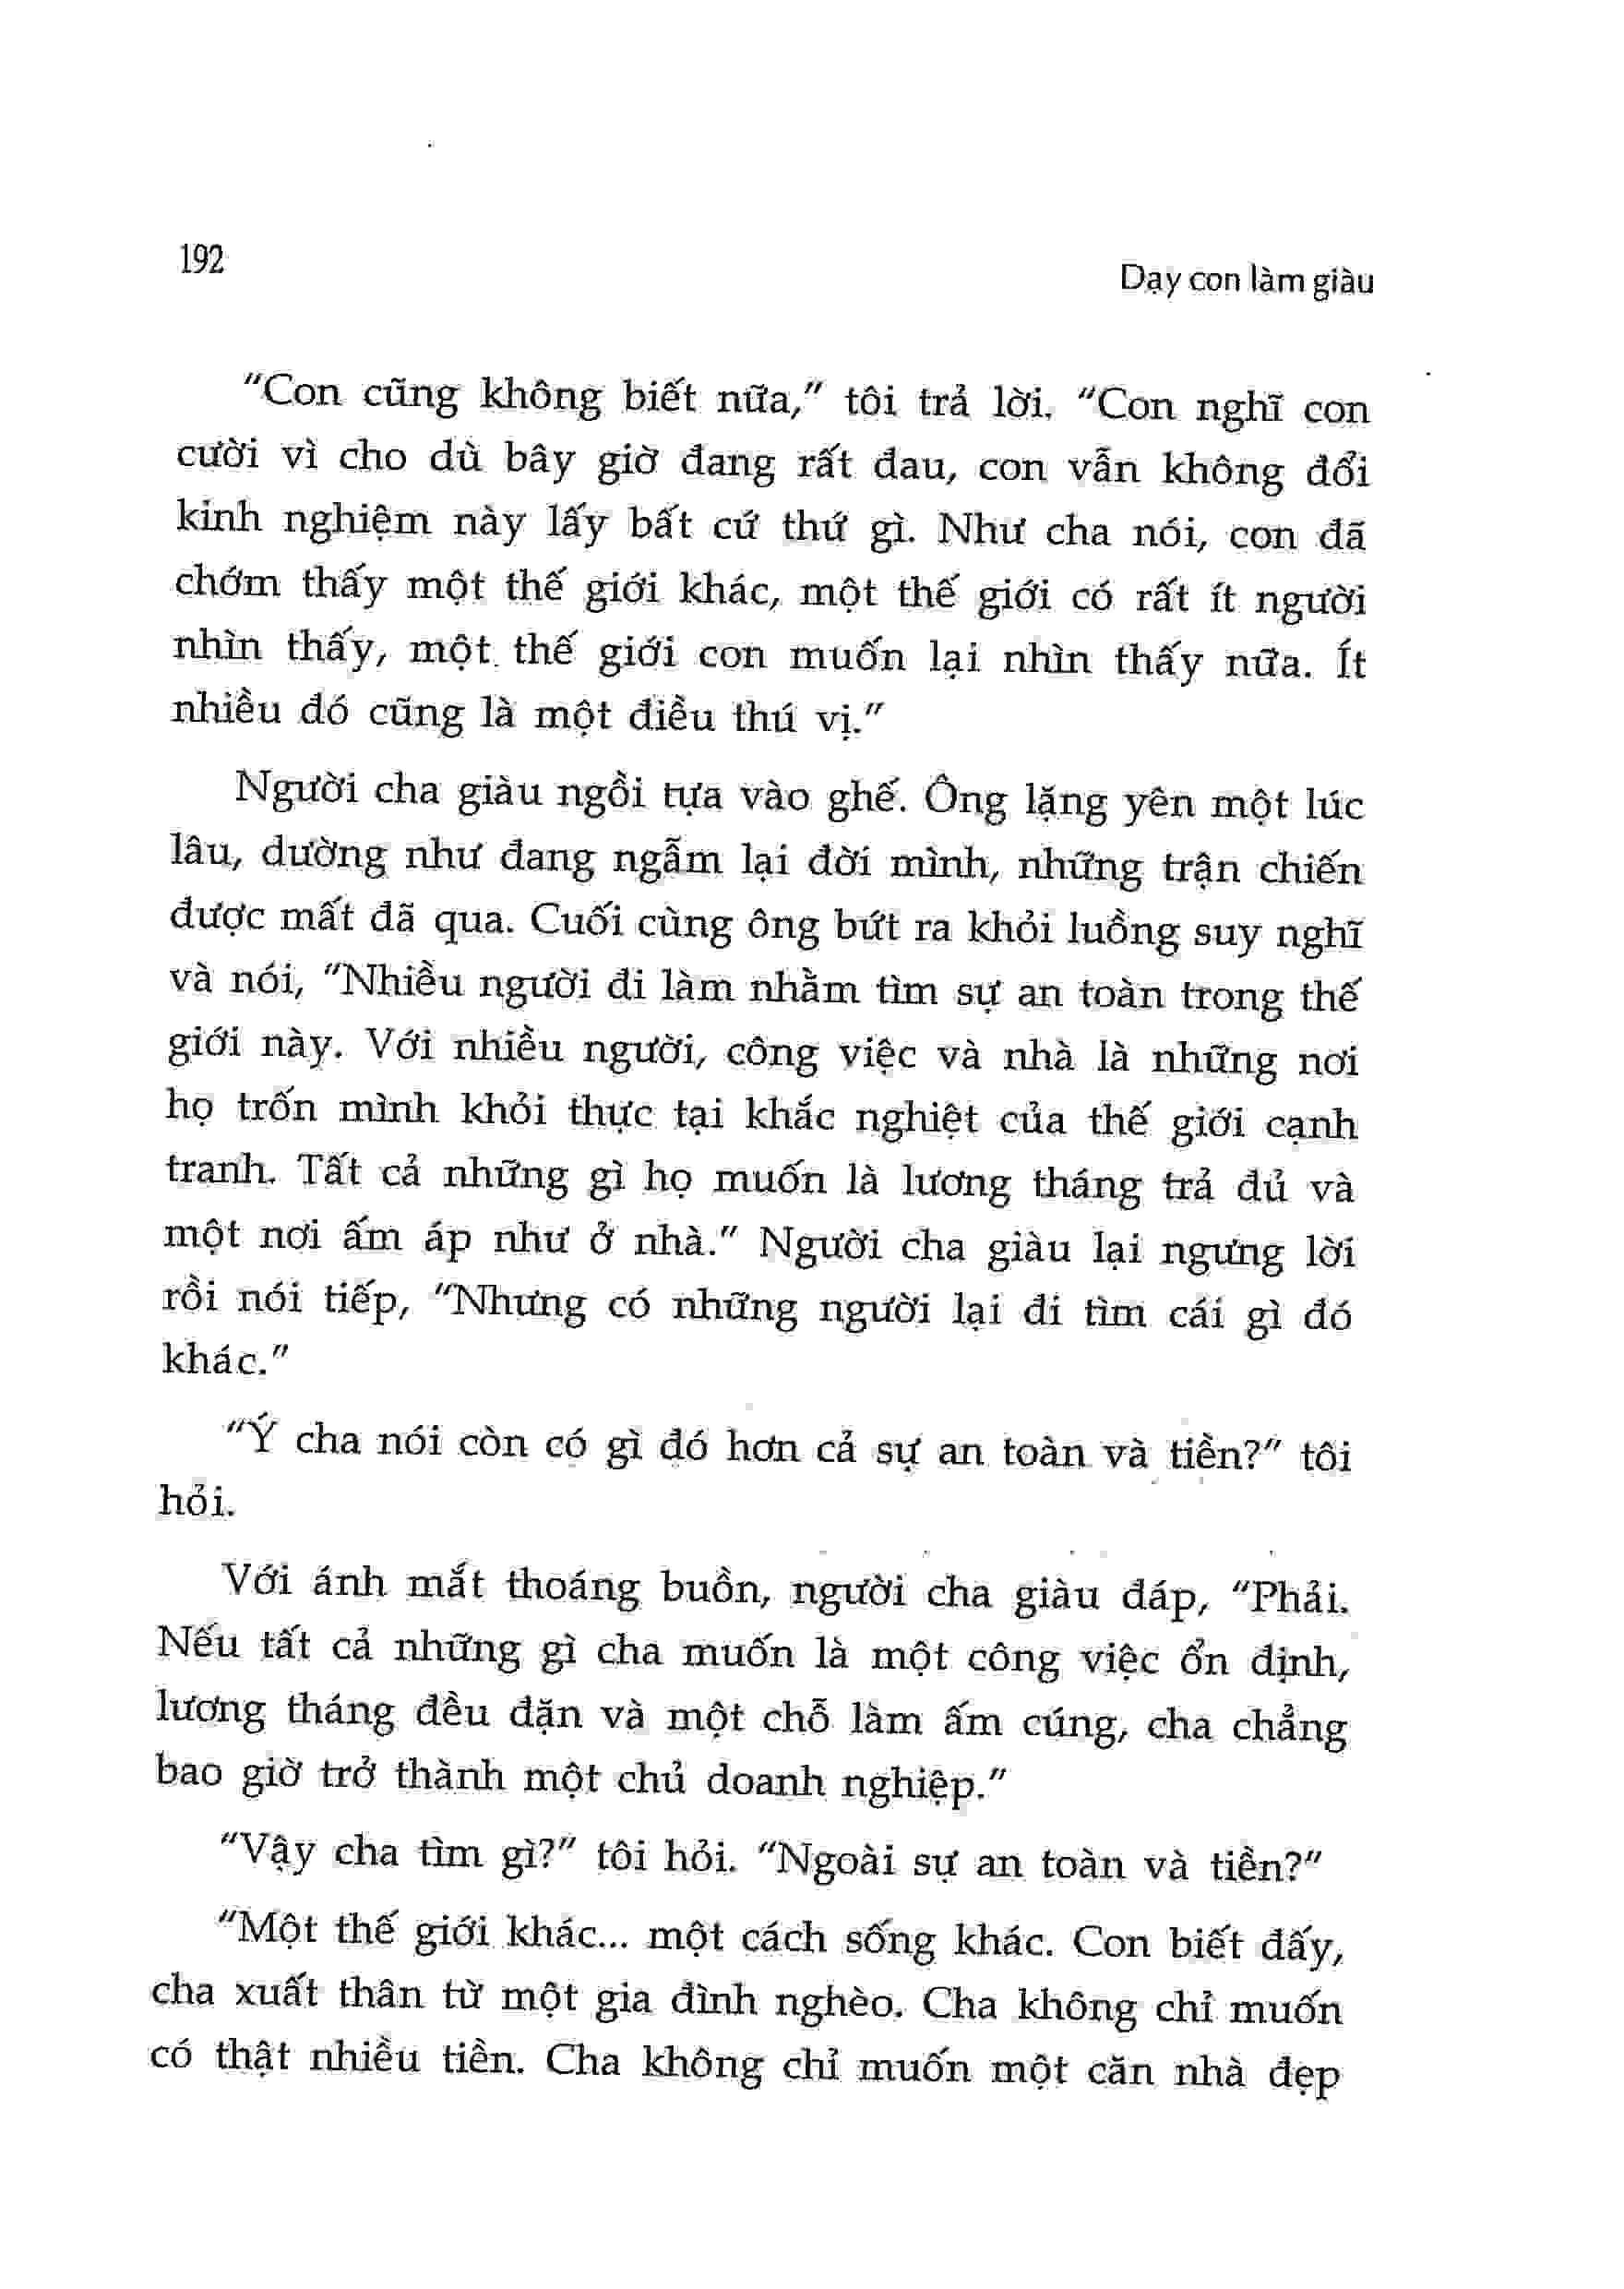 192
Dạy con làm giàu
“Con cũng không biết nữa,” tôi trả lời. “Con nghĩ con
cười vì cho dù bây giờ đang rất đau, con vẫn không đổi
kinh nghiệm này lấy bất cứ thứ gì. Như cha nói, con đã
chớm thấy một thế giới khác, một thế giới có rất ít người
nhìn thấy, một thế giới con muốn lại nhìn thấy nữa. Ít
nhiều đó cũng là một điều thú vị.”
Người cha giàu ngồi tựa vào ghế. Ông lặng yên một lúc
lâu, dường như đang ngẫm lại đời mình, những trận chiến
được mất đã qua. Cuối cùng ông bứt ra khỏi luồng suy nghĩ
và nói, “Nhiều người đi làm nhằm tìm sự an toàn trong thế
giới này. Với nhiều người, công việc và nhà là những nơi
họ trốn mình khỏi thực tại khắc nghiệt của thế giới cạnh
tranh. Tất cả những gì họ muốn là lương tháng trả đủ và
một nơi ấm áp như ở nhà.” Người cha giàu lại ngưng lời
rồi nói tiếp, “Nhưng có những người lại đi tìm cái gì đó
khác.”
“Ý cha nói còn có gì đó hơn cả sự an toàn và tiền?” tôi
hỏi.
Với ánh mắt thoáng buồn, người cha giàu đáp, “Phải.
Nếu tất cả những gì cha muốn là một công việc ổn định,
lương tháng đều đặn và một chỗ làm ấm cúng, cha chẳng
bao giờ trở thành một chủ doanh nghiệp.”
“Vậy cha tìm gì?” tôi hỏi. “Ngoài sự an toàn và tiền?”
“Một thế giới khác... một cách sống khác. Con biết đấy,
cha xuất thân từ một gia đình nghèo. Cha không chỉ muốn
có thật nhiều tiền. Cha không chỉ muốn một căn nhà đẹp